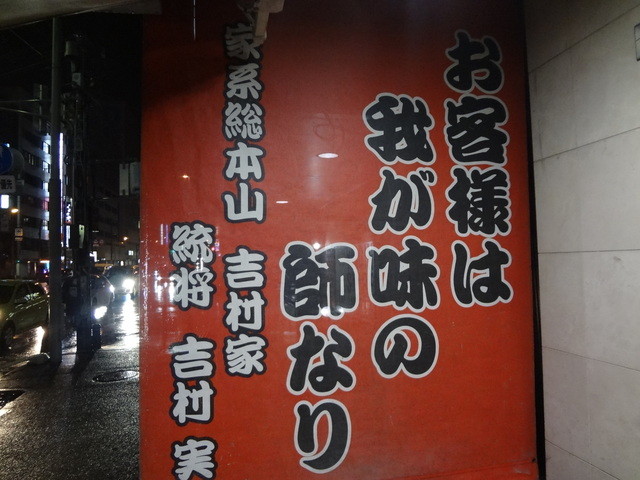 お客様は
我が味の
師なり
家系総本山 吉村家
統将 吉村 実